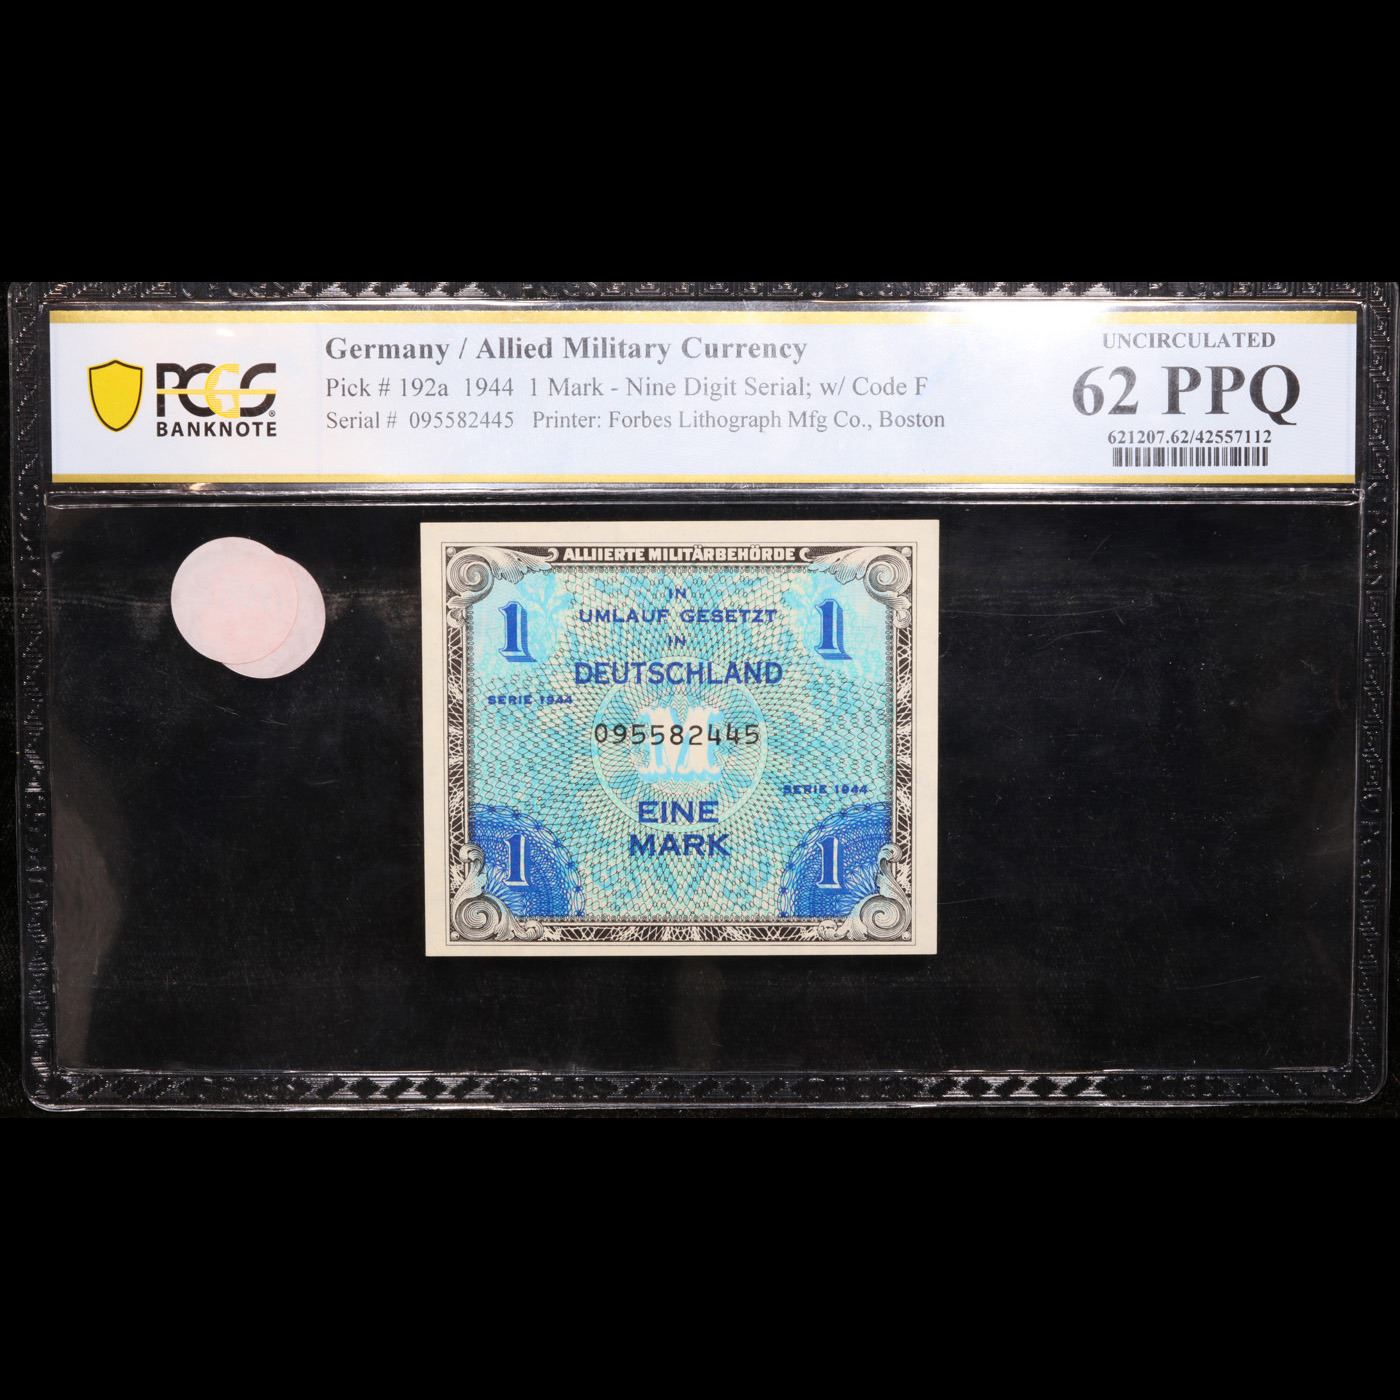 PCGS
BANKNOTE
Germany / Allied Military Currency
Pick # 192a 1944 1 Mark - Nine Digit Serial; w/ Code F
Serial # 095582445 Printer: Forbes Lithograph Mfg Co., Boston
UNCIRCULATED
62 PPQ
621207.62/42557112
ALLIIERTE MILITÄRBEHÖRDE
1
1
IN
UMLAUF GESETZT
IN
DEUTSCHLAND
SERIE 1944
M
095582445
SERIE 1944
EINE
MARK
1
1